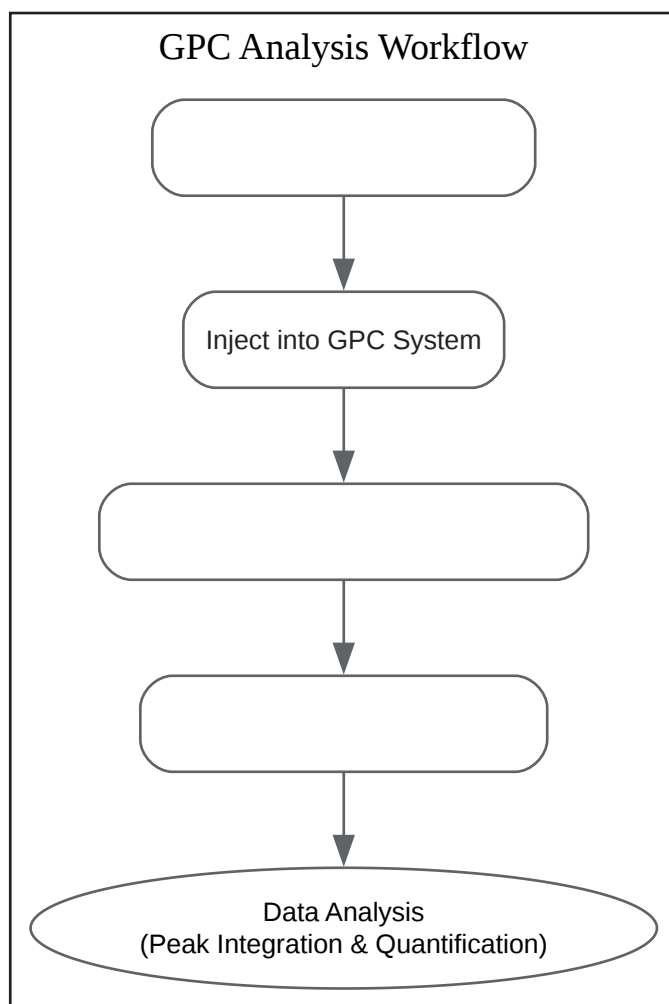 GPC Analysis Workflow
Inject into GPC System
Data Analysis
(Peak Integration & Quantification)